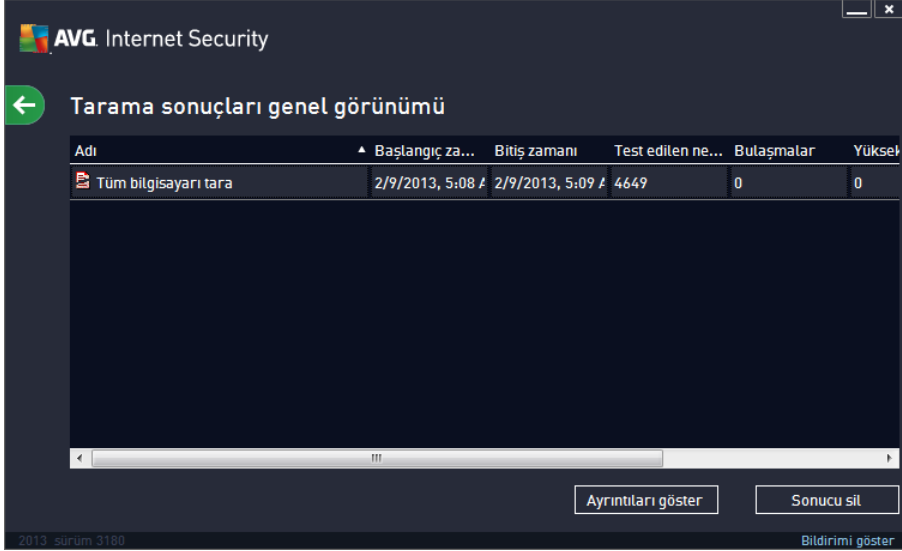 AVG. Internet Security
Tarama sonuçları genel görünümü
Adı Başlangıç za... Bitiş zamanı Test edilen ne... Bulaşmalar Yüksek
Tüm bilgisayarı tara 2/9/2013, 5:08 A 2/9/2013, 5:09 A 4649 0 0
Ayrıntıları göster Sonucu sil
2013 sürüm 3180 Bildirimi göster